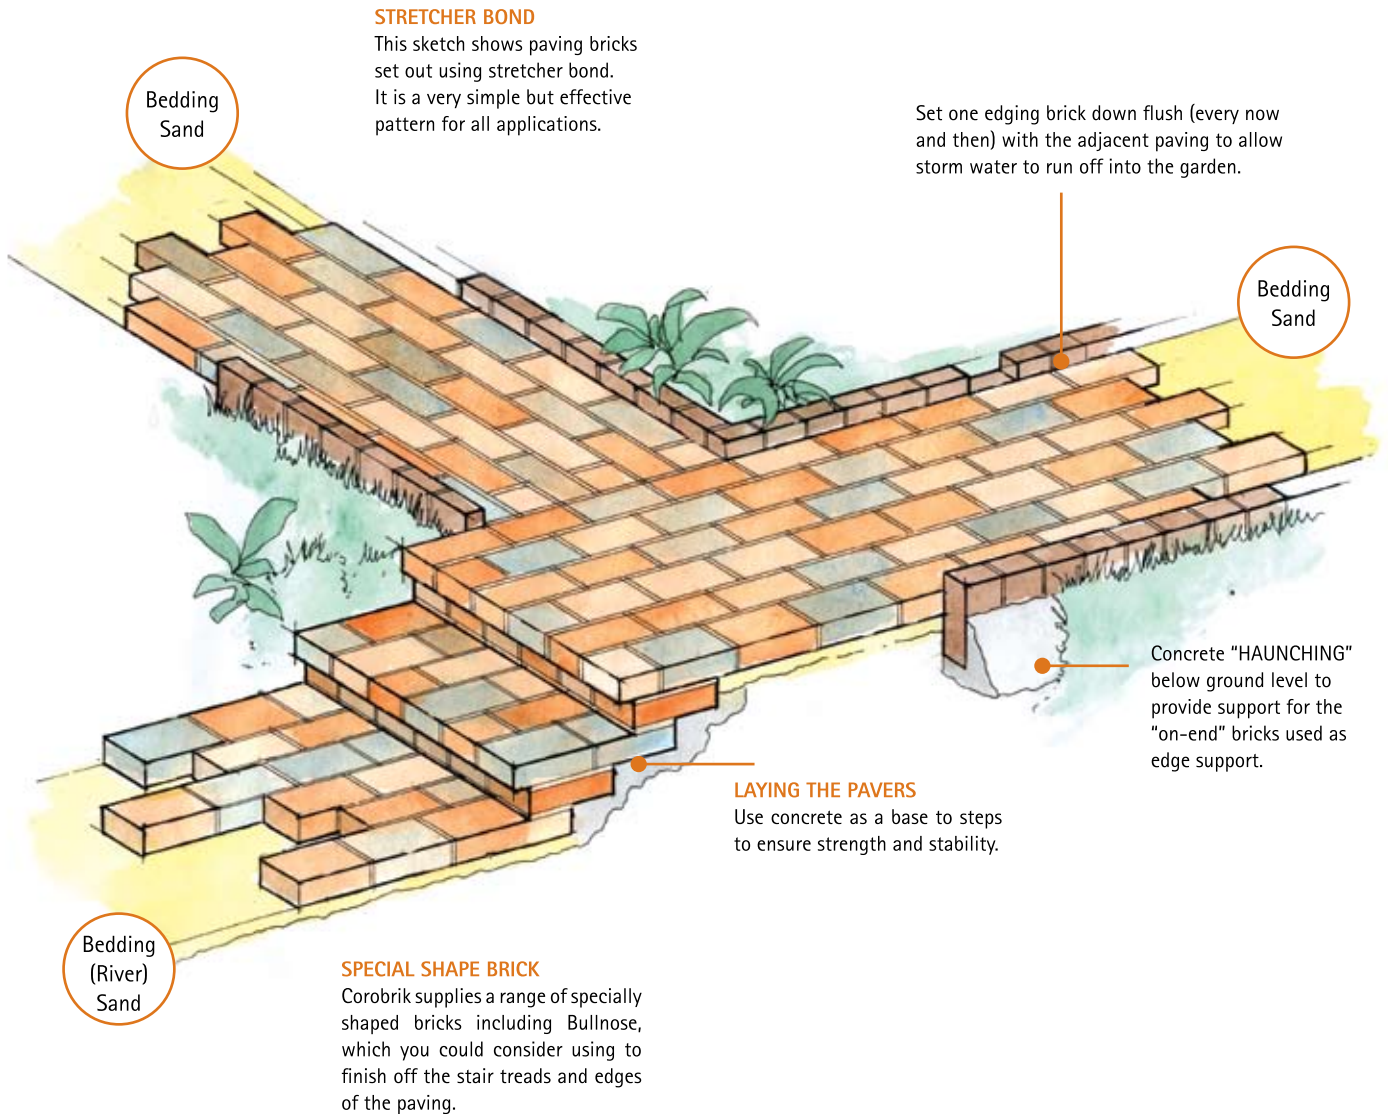 STRETCHER BOND
This sketch shows paving bricks
set out using stretcher bond.
It is a very simple but effective
pattern for all applications.
Bedding
Sand
Set one edging brick down flush (every now
and then) with the adjacent paving to allow
storm water to run off into the garden.
Bedding
Sand
Concrete “HAUNCHING”
below ground level to
provide support for the
“on-end” bricks used as
edge support.
LAYING THE PAVERS
Use concrete as a base to steps
to ensure strength and stability.
Bedding
(River)
Sand
SPECIAL SHAPE BRICK
Corobrik supplies a range of specially
shaped bricks including Bullnose,
which you could consider using to
finish off the stair treads and edges
of the paving.